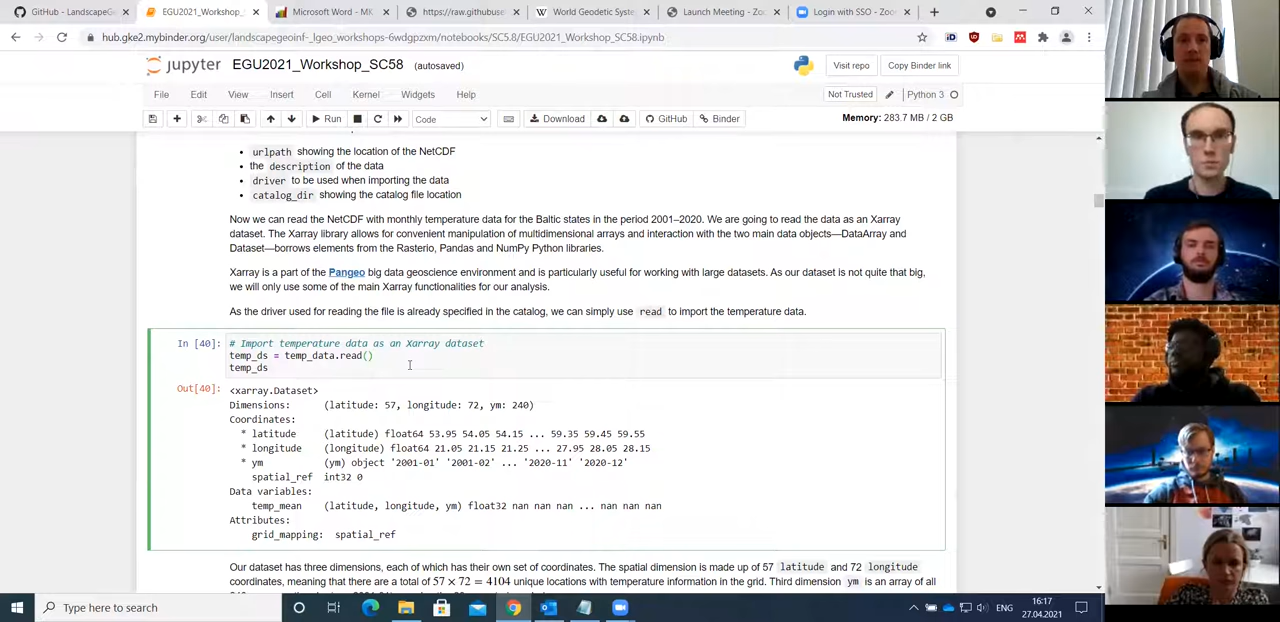 GitHub - LandscapeGeo
EGU2021_Workshop_SC5
Microsoft Word - MK
https://raw.githubuse
World Geodetic Syste
Launch Meeting - Zoo
Login with SSO - Zoo
hub.gke2.mybinder.org/user/landscapegeoinf-_lgeo_workshops-6wdgpzxm/notebooks/SC5.8/EGU2021_Workshop_SC58.ipynb
jupyter EGU2021_Workshop_SC58 (autosaved)
Visit repo Copy Binder link
File Edit View Insert Cell Kernel Widgets Help
Not Trusted Python 3
Run Code Download GitHub Binder
Memory: 283.7 MB / 2 GB
• urlpath showing the location of the NetCDF
• the description of the data
• driver to be used when importing the data
• catalog_dir showing the catalog file location
Now we can read the NetCDF with monthly temperature data for the Baltic states in the period 2001–2020. We are going to read the data as an Xarray
dataset. The Xarray library allows for convenient manipulation of multidimensional arrays and interaction with the two main data objects—DataArray and
Dataset—borrows elements from the Rasterio, Pandas and NumPy Python libraries.
Xarray is a part of the Pangeo big data geoscience environment and is particularly useful for working with large datasets. As our dataset is not quite that big,
we will only use some of the main Xarray functionalities for our analysis.
As the driver used for reading the file is already specified in the catalog, we can simply use read to import the temperature data.
In [40]: # Import temperature data as an Xarray dataset
temp_ds = temp_data.read()
temp_ds
Out[40]: <xarray.Dataset>
Dimensions: (latitude: 57, longitude: 72, ym: 240)
Coordinates:
* latitude (latitude) float64 53.95 54.05 54.15 ... 59.35 59.45 59.55
* longitude (longitude) float64 21.05 21.15 21.25 ... 27.95 28.05 28.15
* ym (ym) object '2001-01' '2001-02' ... '2020-11' '2020-12'
spatial_ref int32 0
Data variables:
temp_mean (latitude, longitude, ym) float32 nan nan nan ... nan nan nan
Attributes:
grid_mapping: spatial_ref
Our dataset has three dimensions, each of which has their own set of coordinates. The spatial dimension is made up of 57 latitude and 72 longitude
coordinates, meaning that there are a total of 57 × 72 = 4104 unique locations with temperature information in the grid. Third dimension ym is an array of all
Type here to search
ENG
16:17
27.04.2021